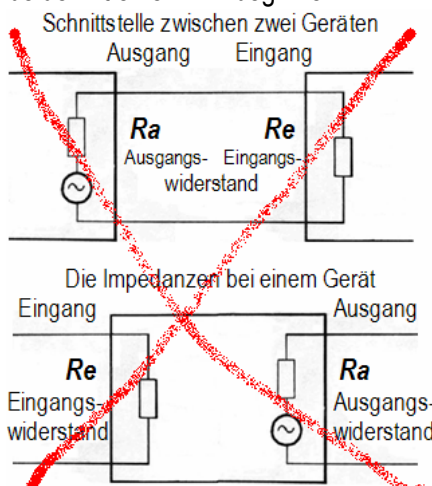 Schnittstelle zwischen zwei Geräten
Ausgang Eingang
Ra Re
Ausgangs- Eingangs-
widerstand
Die Impedanzen bei einem Gerät
Eingang Ausgang
Re Ra
Eingangs- Ausgangs-
widerstand widerstand